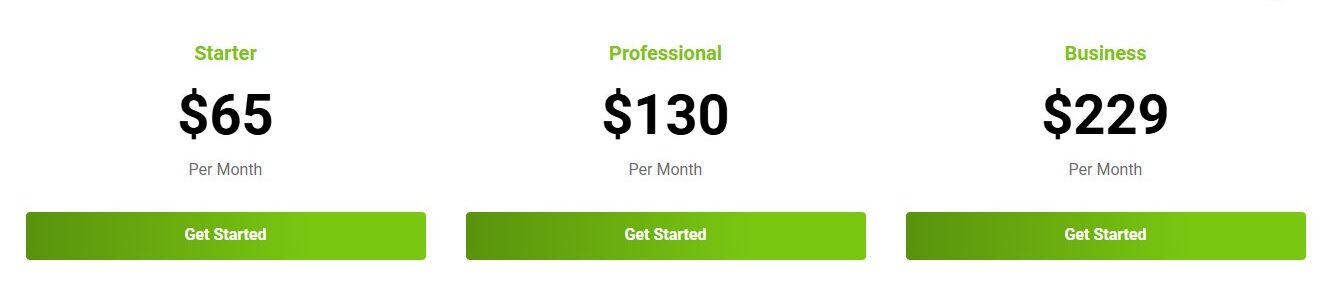 Starter
$65
Per Month
Get Started
Professional
$130
Per Month
Get Started
Business
$229
Per Month
Get Started